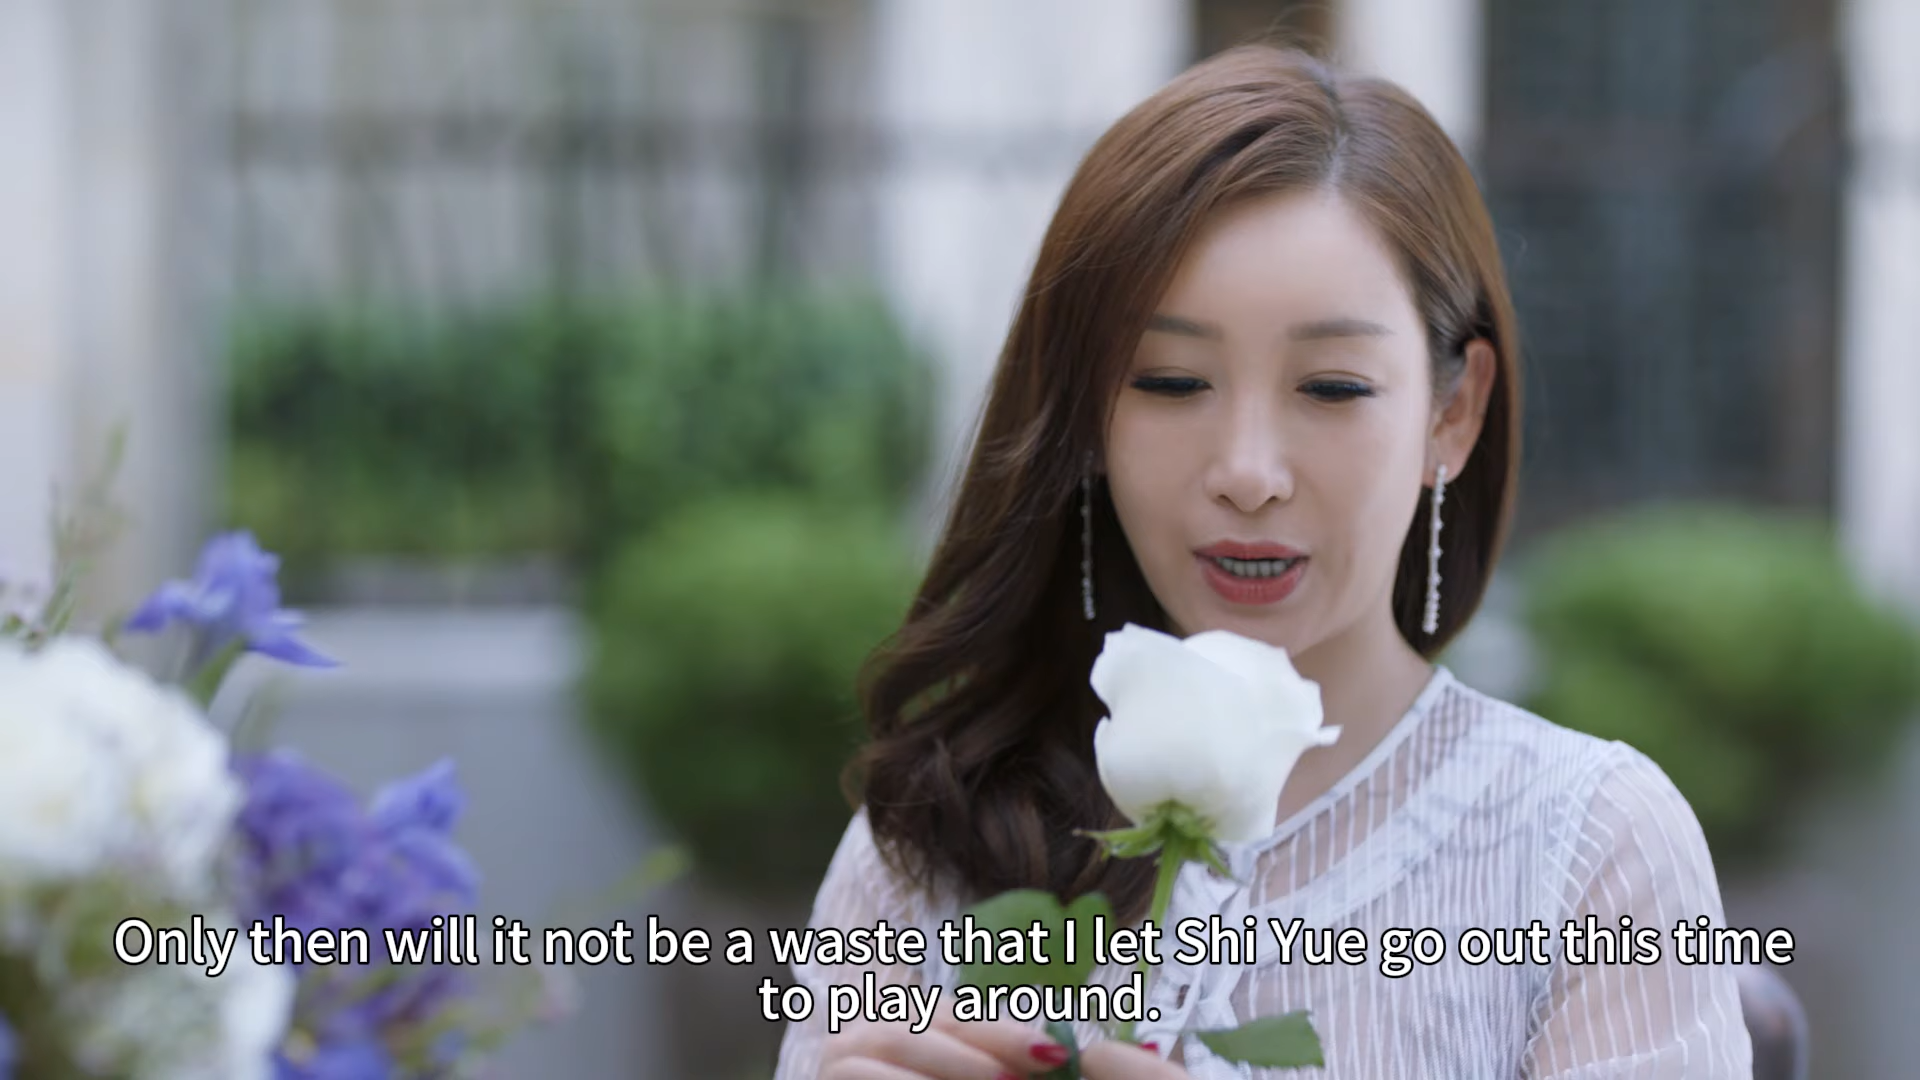 Only then will it not be a waste that I let Shi Yue go out this time
to play around.